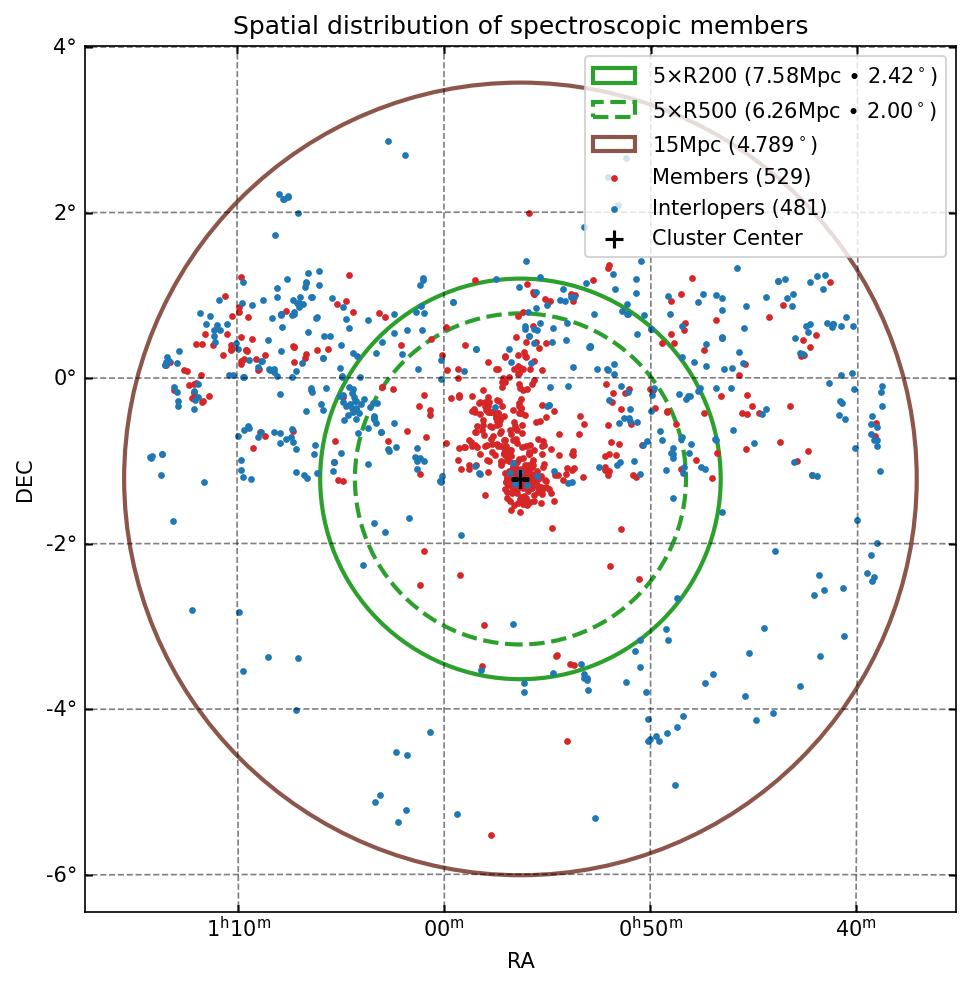 Spatial distribution of spectroscopic members
4°
2°
0°
-2°
-4°
-6°
DEC
5×R200 (7.58Mpc • 2.42°)
5×R500 (6.26Mpc • 2.00°)
15Mpc (4.789°)
Members (529)
Interlopers (481)
Cluster Center
1ʰ10ᵐ 00ᵐ 0ʰ50ᵐ 40ᵐ
RA